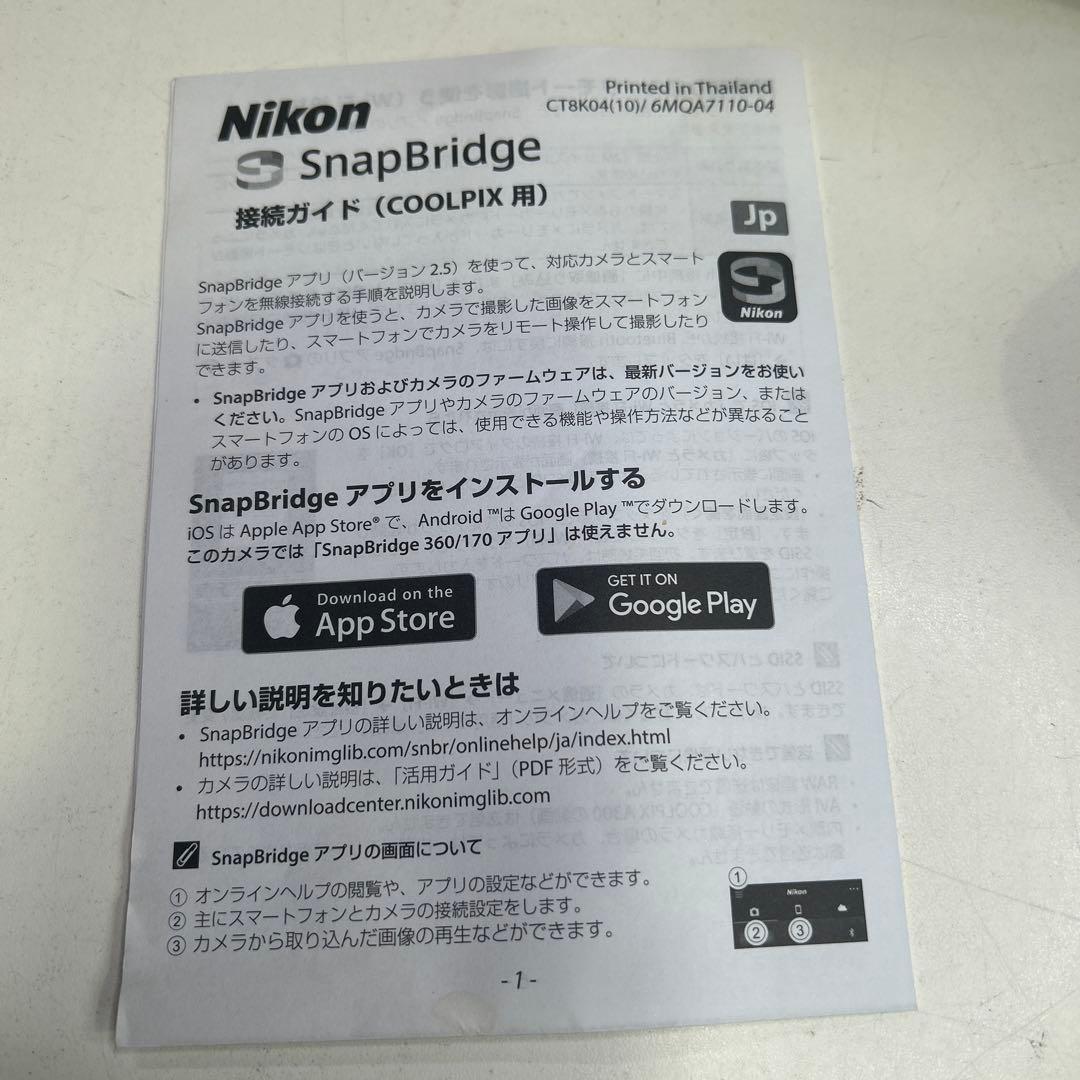 Nikon
Printed in Thailand
CT8K04(10)/ 6MQA7110-04
SnapBridge
接続ガイド（COOLPIX 用）
Jp
SnapBridge アプリ（バージョン 2.5）を使って、対応カメラとスマート
フォンを無線接続する手順を説明します。
SnapBridge アプリを使うと、カメラで撮影した画像をスマートフォン
に送信したり、スマートフォンでカメラをリモート操作して撮影したり
できます。
Nikon
• SnapBridge アプリおよびカメラのファームウェアは、最新バージョンをお使い
ください。SnapBridge アプリやカメラのファームウェアのバージョン、または
スマートフォンの OS によっては、使用できる機能や操作方法などが異なること
があります。
SnapBridge アプリをインストールする
iOS は Apple App Store® で、Android ™は Google Play ™でダウンロードします。
このカメラでは「SnapBridge 360/170 アプリ」は使えません。
Download on the
App Store
GET IT ON
Google Play
詳しい説明を知りたいときは
• SnapBridge アプリの詳しい説明は、オンラインヘルプをご覧ください。
https://nikonimglib.com/snbr/onlinehelp/ja/index.html
• カメラの詳しい説明は、「活用ガイド」（PDF 形式）をご覧ください。
https://downloadcenter.nikonimglib.com
SnapBridge アプリの画面について
① オンラインヘルプの閲覧や、アプリの設定などができます。
② 主にスマートフォンとカメラの接続設定をします。
③ カメラから取り込んだ画像の再生などができます。
①
Nikon
② ③
- 1 -